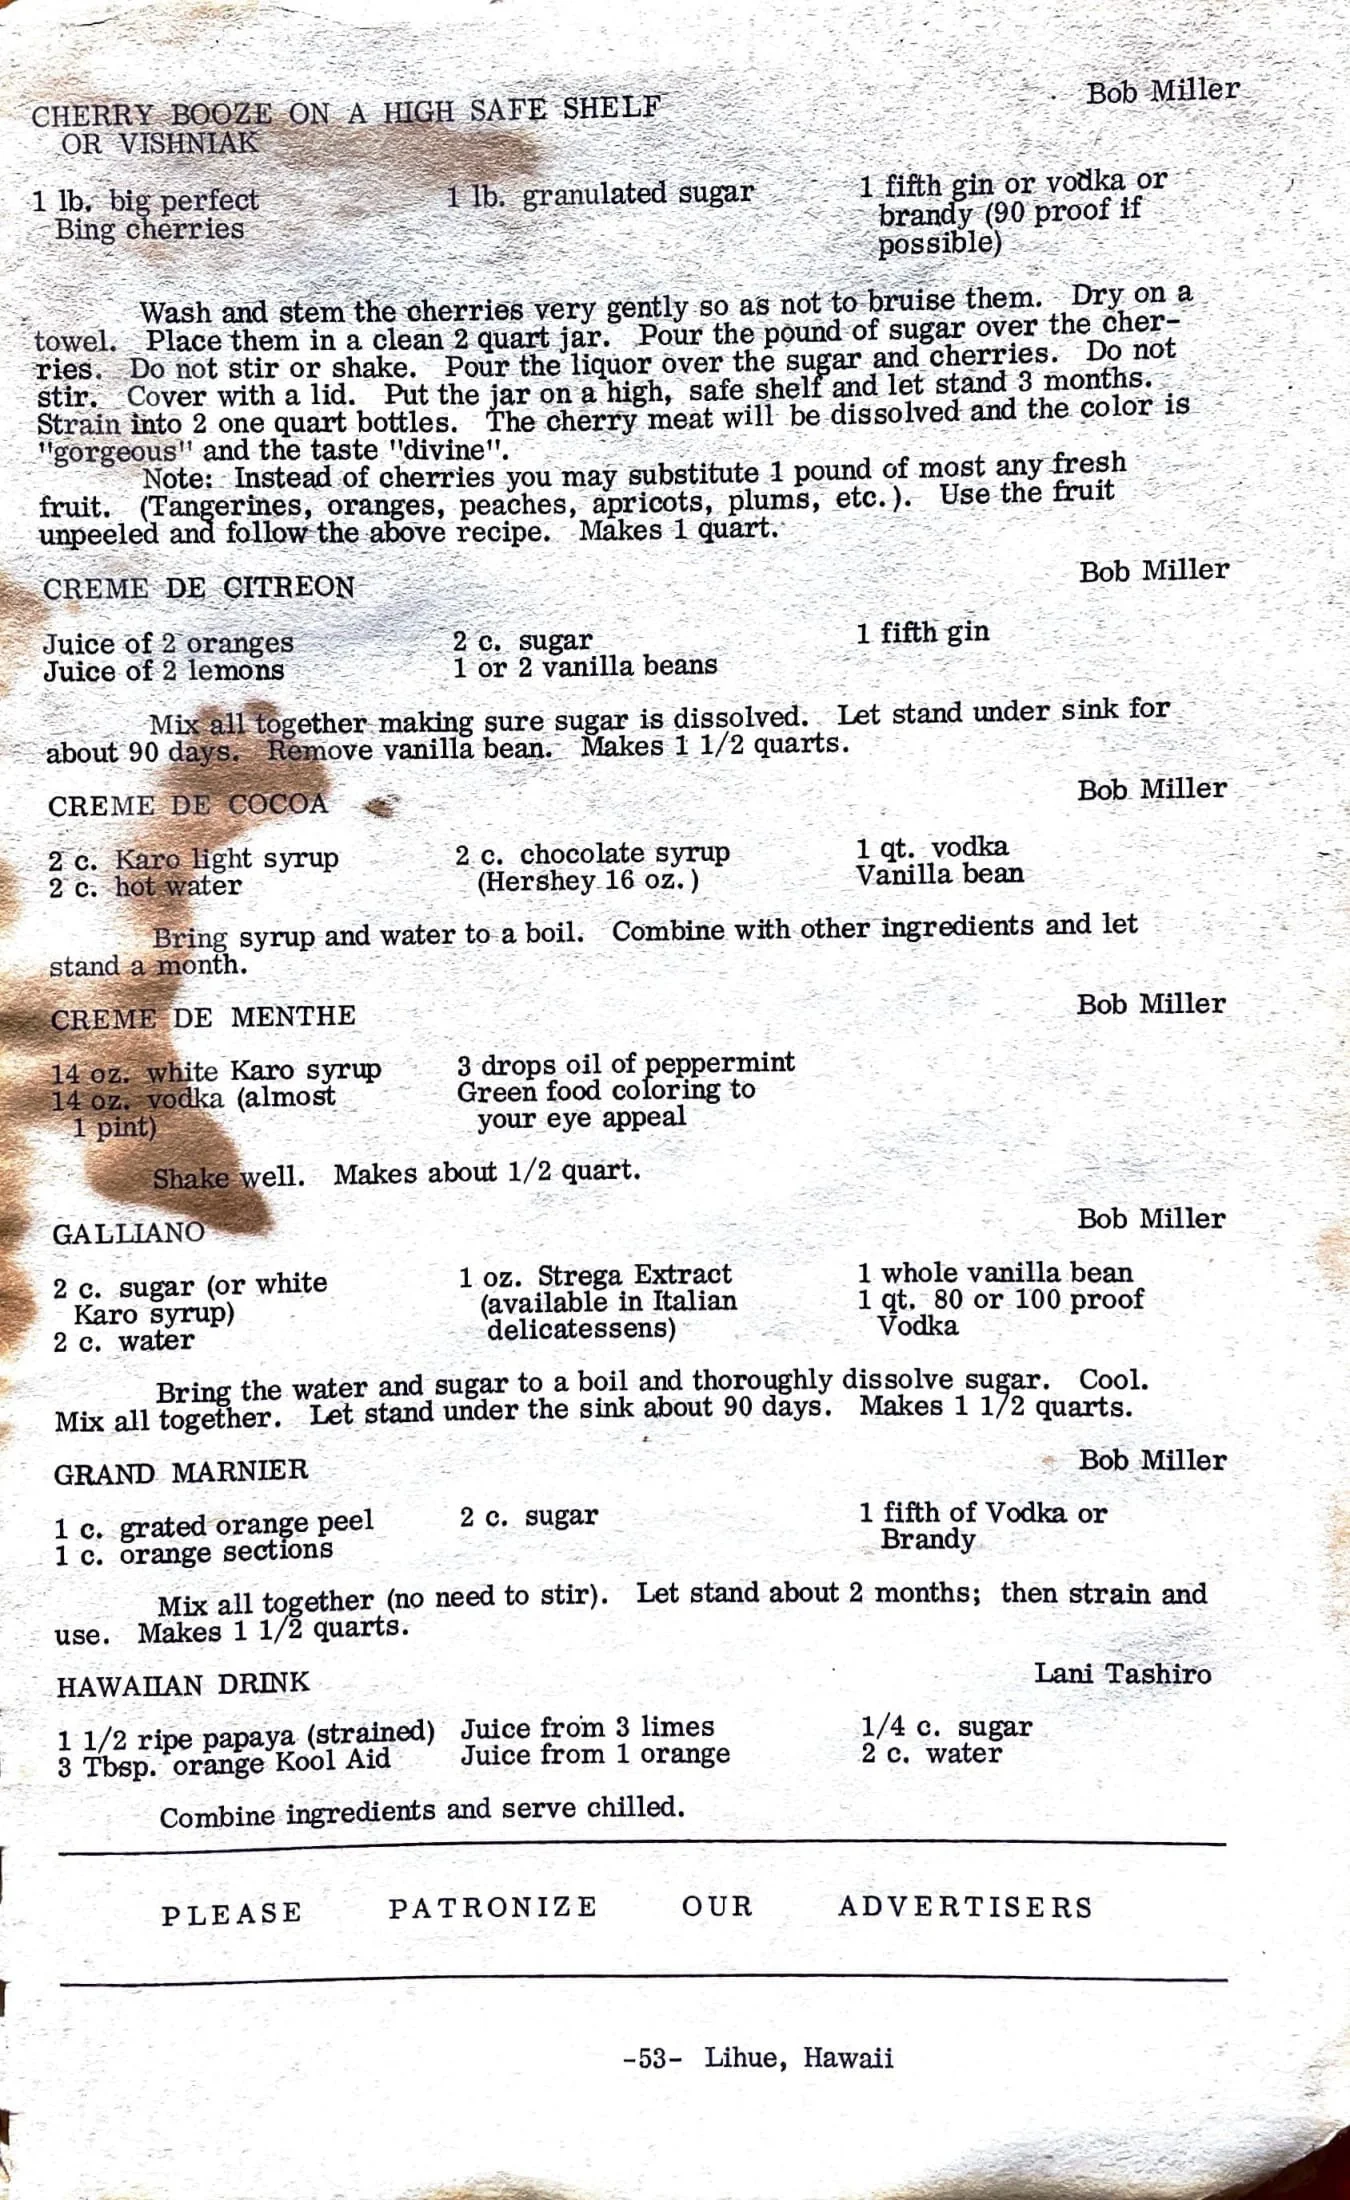 Bob Miller
CHERRY BOOZE ON A HIGH SAFE SHELF
OR VISHNIAK
1 lb. big perfect
Bing cherries
1 lb. granulated sugar
1 fifth gin or vodka or
brandy (90 proof if
possible)
Wash and stem the cherries very gently so as not to bruise them. Dry on a
towel. Place them in a clean 2 quart jar. Pour the pound of sugar over the cher-
ries. Do not stir or shake. Pour the liquor over the sugar and cherries. Do not
stir. Cover with a lid. Put the jar on a high, safe shelf and let stand 3 months.
Strain into 2 one quart bottles. The cherry meat will be dissolved and the color is
"gorgeous" and the taste "divine".
Note: Instead of cherries you may substitute 1 pound of most any fresh
fruit. (Tangerines, oranges, peaches, apricots, plums, etc.). Use the fruit
unpeeled and follow the above recipe. Makes 1 quart.
Bob Miller
CREME DE CITREON
Juice of 2 oranges
Juice of 2 lemons
2 c. sugar
1 or 2 vanilla beans
1 fifth gin
Mix all together making sure sugar is dissolved. Let stand under sink for
about 90 days. Remove vanilla bean. Makes 1 1/2 quarts.
Bob Miller
CREME DE COCOA
2 c. Karo light syrup
2 c. hot water
2 c. chocolate syrup
(Hershey 16 oz.)
1 qt. vodka
Vanilla bean
Bring syrup and water to a boil. Combine with other ingredients and let
stand a month.
Bob Miller
CREME DE MENTHE
14 oz. white Karo syrup
14 oz. vodka (almost
1 pint)
3 drops oil of peppermint
Green food coloring to
your eye appeal
Shake well. Makes about 1/2 quart.
Bob Miller
GALLIANO
2 c. sugar (or white
Karo syrup)
2 c. water
1 oz. Strega Extract
(available in Italian
delicatessens)
1 whole vanilla bean
1 qt. 80 or 100 proof
Vodka
Bring the water and sugar to a boil and thoroughly dissolve sugar. Cool.
Mix all together. Let stand under the sink about 90 days. Makes 1 1/2 quarts.
Bob Miller
GRAND MARNIER
1 c. grated orange peel
1 c. orange sections
2 c. sugar
1 fifth of Vodka or
Brandy
Mix all together (no need to stir). Let stand about 2 months; then strain and
use. Makes 1 1/2 quarts.
Lani Tashiro
HAWAIIAN DRINK
1 1/2 ripe papaya (strained)
3 Tbsp. orange Kool Aid
Juice from 3 limes
Juice from 1 orange
1/4 c. sugar
2 c. water
Combine ingredients and serve chilled.
PLEASE PATRONIZE OUR ADVERTISERS
-53- Lihue, Hawaii